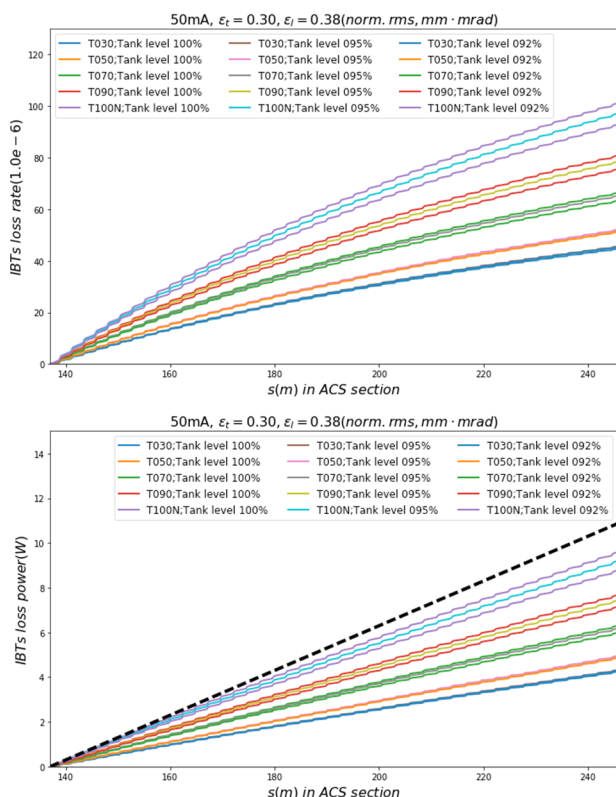 50mA, εt = 0.30, εl = 0.38(norm. rms, mm · mrad)
T030;Tank level 100% T030;Tank level 095% T030;Tank level 092%
T050;Tank level 100% T050;Tank level 095% T050;Tank level 092%
T070;Tank level 100% T070;Tank level 095% T070;Tank level 092%
T090;Tank level 100% T090;Tank level 095% T090;Tank level 092%
T100N;Tank level 100% T100N;Tank level 095% T100N;Tank level 092%
IBTs loss rate(1.0e − 6)
120
100
80
60
40
20
0
140 160 180 200 220 240
s(m) in ACS section
50mA, εt = 0.30, εl = 0.38(norm. rms, mm · mrad)
T030;Tank level 100% T030;Tank level 095% T030;Tank level 092%
T050;Tank level 100% T050;Tank level 095% T050;Tank level 092%
T070;Tank level 100% T070;Tank level 095% T070;Tank level 092%
T090;Tank level 100% T090;Tank level 095% T090;Tank level 092%
T100N;Tank level 100% T100N;Tank level 095% T100N;Tank level 092%
IBTs loss power(W)
14
12
10
8
6
4
2
0
140 160 180 200 220 240
s(m) in ACS section